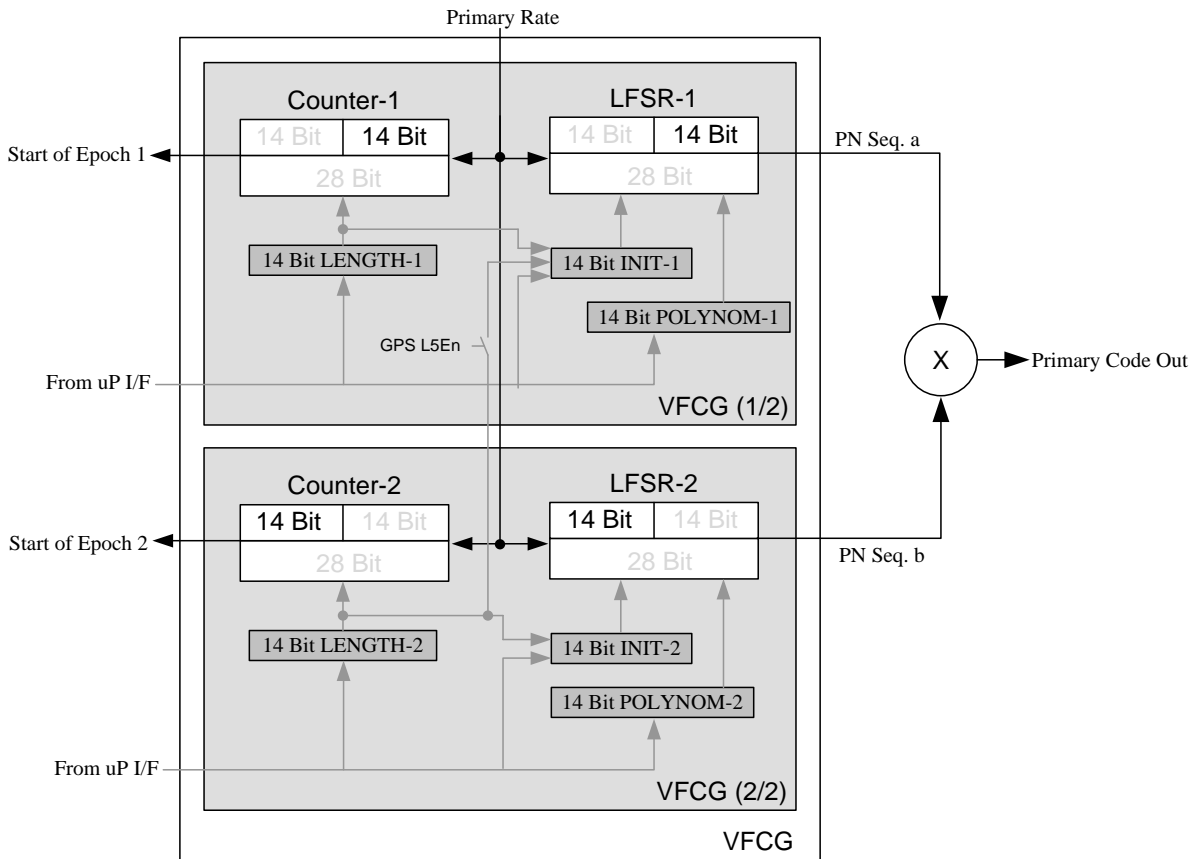 Primary Rate
Counter-1
LFSR-1
14 Bit
14 Bit
14 Bit
14 Bit
PN Seq. a
Start of Epoch 1
28 Bit
28 Bit
14 Bit LENGTH-1
14 Bit INIT-1
14 Bit POLYNOM-1
GPS L5En
X
Primary Code Out
From uP I/F
VFCG (1/2)
Counter-2
LFSR-2
14 Bit
14 Bit
14 Bit
14 Bit
Start of Epoch 2
28 Bit
28 Bit
PN Seq. b
14 Bit LENGTH-2
14 Bit INIT-2
14 Bit POLYNOM-2
From uP I/F
VFCG (2/2)
VFCG